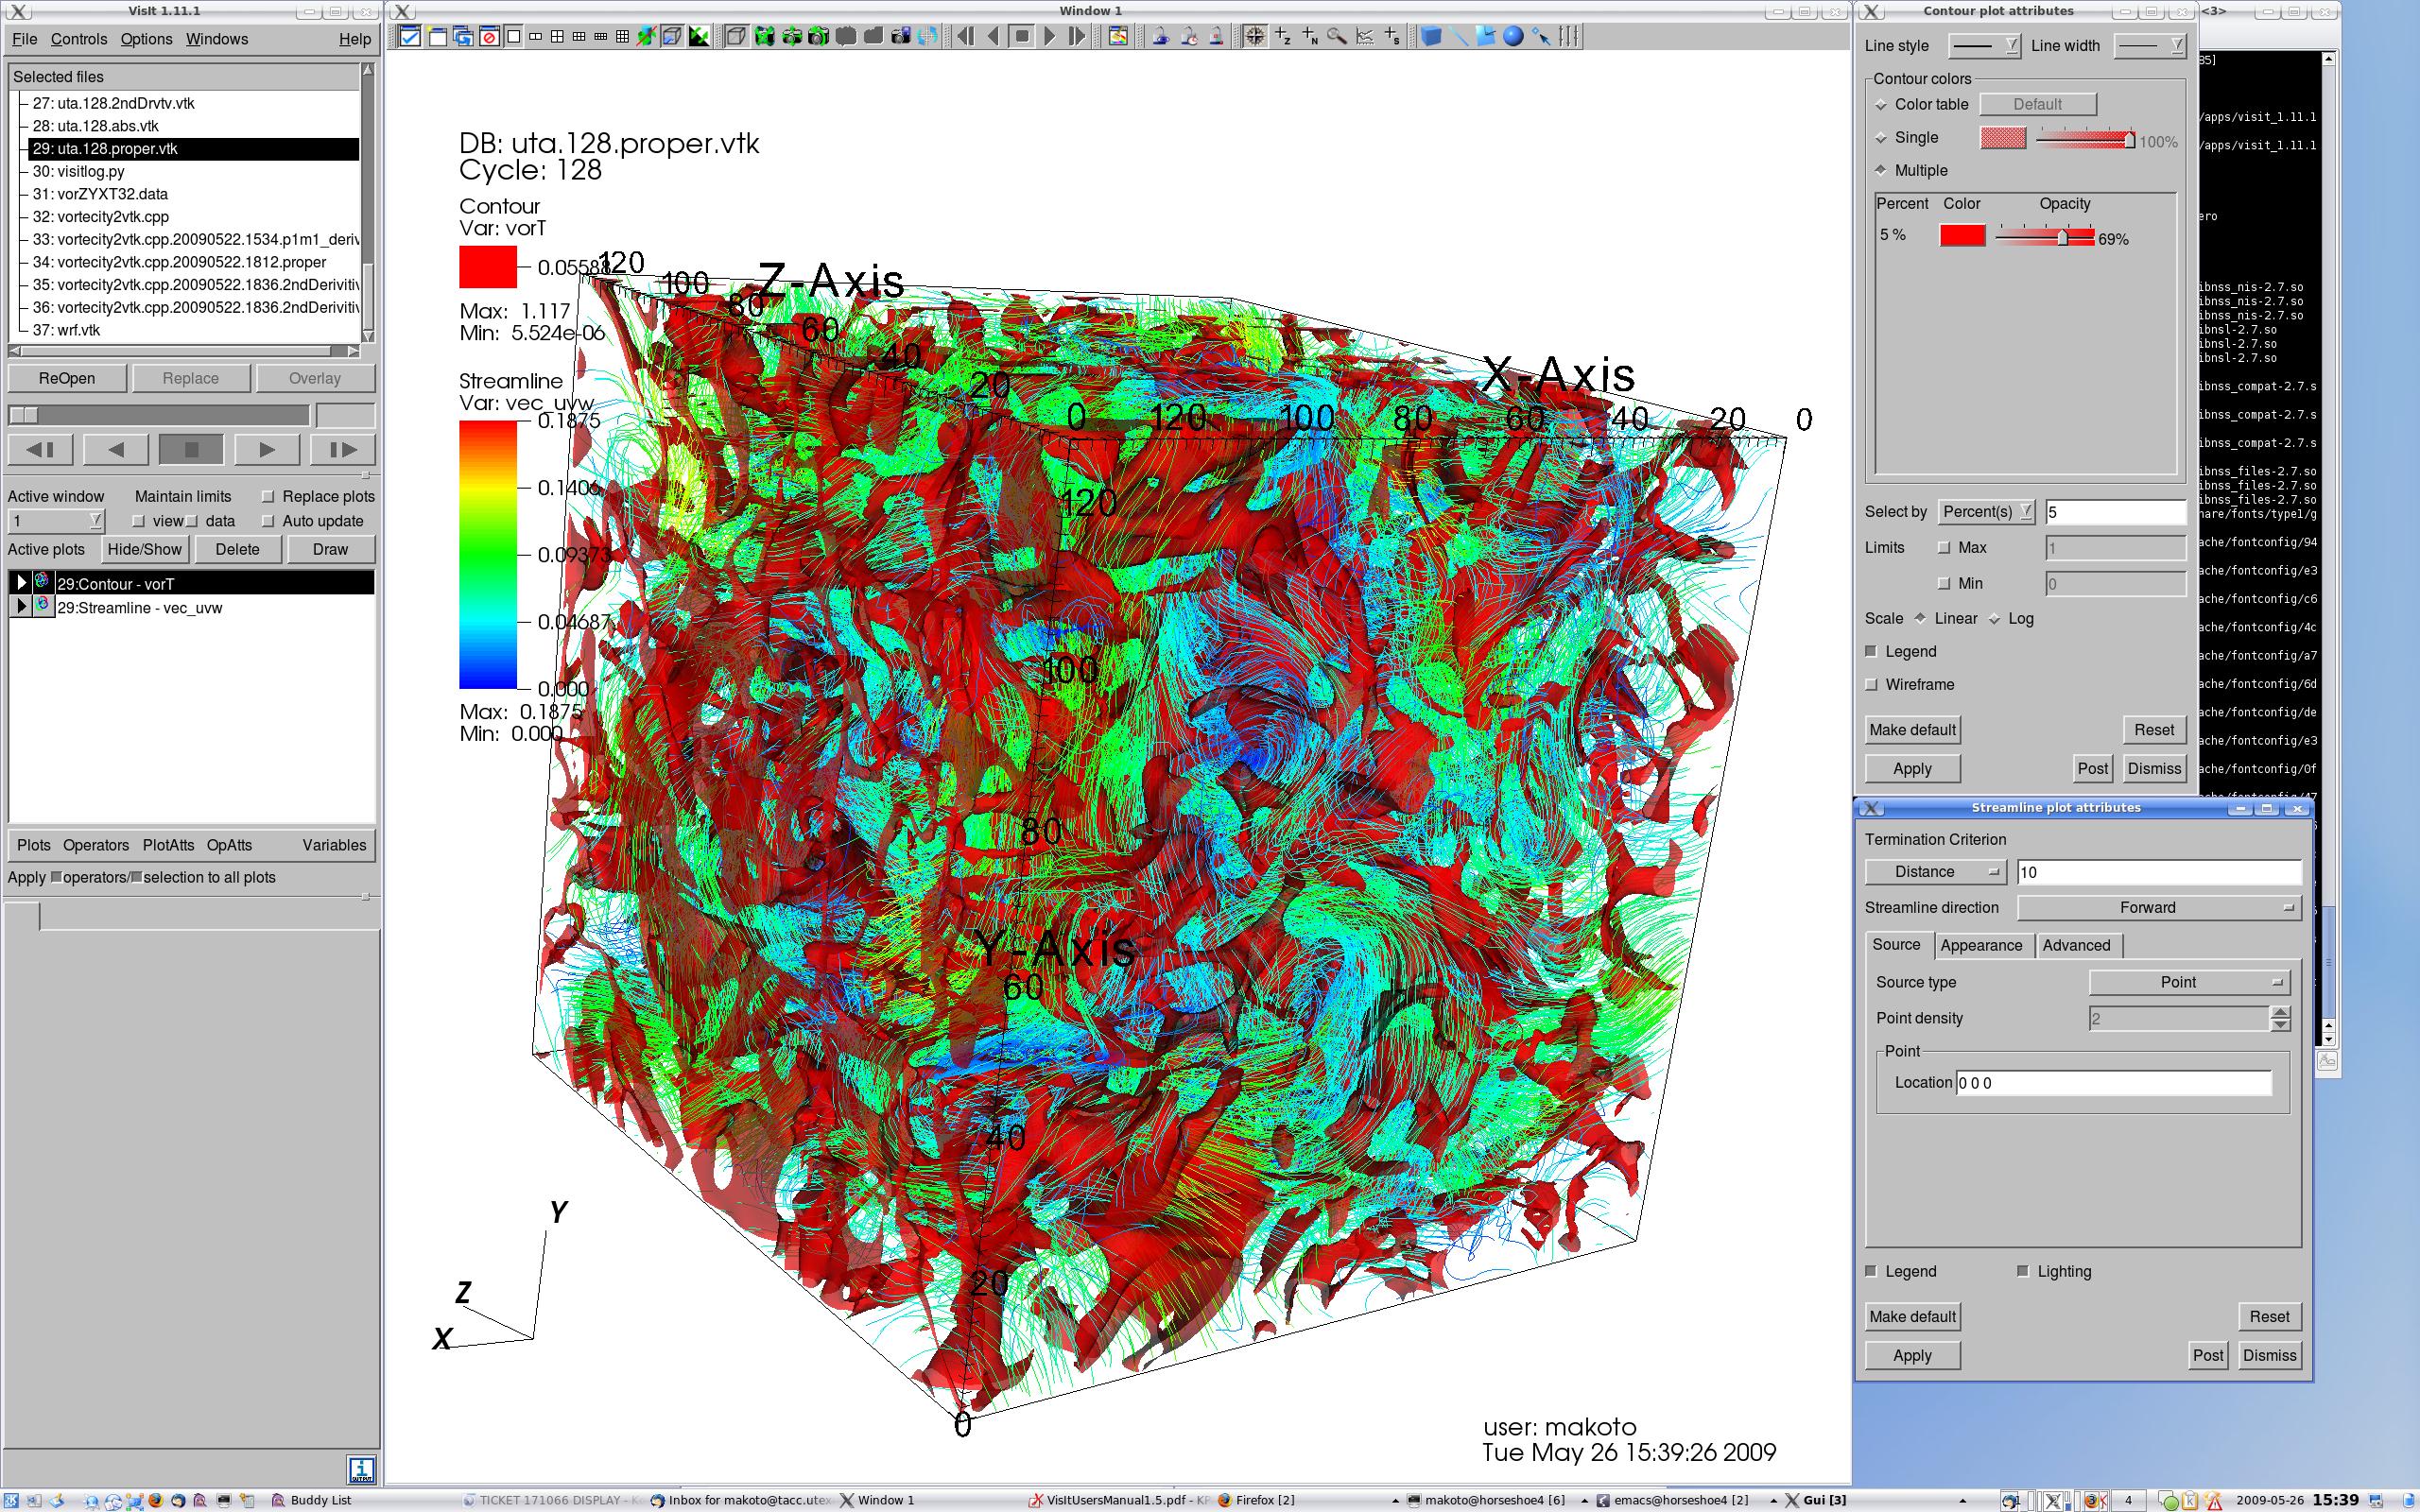 VisIt 1.11.1
File Controls Options Windows Help
Selected files
27: uta.128.2ndDrvtv.vtk
28: uta.128.abs.vtk
29: uta.128.proper.vtk
30: visitlog.py
31: vorZYXT32.data
32: vortecity2vtk.cpp
33: vortecity2vtk.cpp.20090522.1534.p1m1_deriv
34: vortecity2vtk.cpp.20090522.1812.proper
35: vortecity2vtk.cpp.20090522.1836.2ndDerivitiv
36: vortecity2vtk.cpp.20090522.1836.2ndDerivitiv
37: wrf.vtk
ReOpen Replace Overlay
Active window Maintain limits Replace plots
1 view data Auto update
Active plots Hide/Show Delete Draw
29:Contour - vorT
29:Streamline - vec_uvw
Plots Operators PlotAtts OpAtts Variables
Apply operators/ selection to all plots
Window 1
DB: uta.128.proper.vtk
Cycle: 128
Contour
Var: vorT
0.05588
Max: 1.117
Min: 5.524e-06
Streamline
Var: vec_uvw
0.1875
0.1406
0.09373
0.04687
0.000
Max: 0.1875
Min: 0.000
Z-Axis
120 100 80 60 40 20 0
X-Axis
120 100 80 60 40 20 0
120
100
80
Y-Axis
60
40
20
0
Y
Z
X
user: makoto
Tue May 26 15:39:26 2009
Contour plot attributes
Line style Line width
Contour colors
Color table Default
Single 100%
Multiple
Percent Color Opacity
5 % 69%
Select by Percent(s) 5
Limits Max 1
Min 0
Scale Linear Log
Legend
Wireframe
Make default Reset
Apply Post Dismiss
<3>
85]
/apps/visit_1.11.1
/apps/visit_1.11.1
ero
ibnss_nis-2.7.so
ibnss_nis-2.7.so
ibnss_nis-2.7.so
ibnsl-2.7.so
ibnsl-2.7.so
ibnsl-2.7.so
ibnss_compat-2.7.s
ibnss_compat-2.7.s
ibnss_compat-2.7.s
ibnss_files-2.7.so
ibnss_files-2.7.so
ibnss_files-2.7.so
hare/fonts/type1/g
ache/fontconfig/94
ache/fontconfig/e3
ache/fontconfig/c6
ache/fontconfig/4c
ache/fontconfig/a7
ache/fontconfig/6d
ache/fontconfig/de
ache/fontconfig/e3
ache/fontconfig/0f
ache/fontconfig/47
Streamline plot attributes
Termination Criterion
Distance 10
Streamline direction Forward
Source Appearance Advanced
Source type Point
Point density 2
Point
Location 0 0 0
Legend Lighting
Make default Reset
Apply Post Dismiss
Buddy List TICKET 171066 DISPLAY - K Inbox for makoto@tacc.utex Window 1 VisItUsersManual1.5.pdf - KP Firefox [2] makoto@horseshoe4 [6] emacs@horseshoe4 [2] Gui [3] 4 2009-05-26 15:39